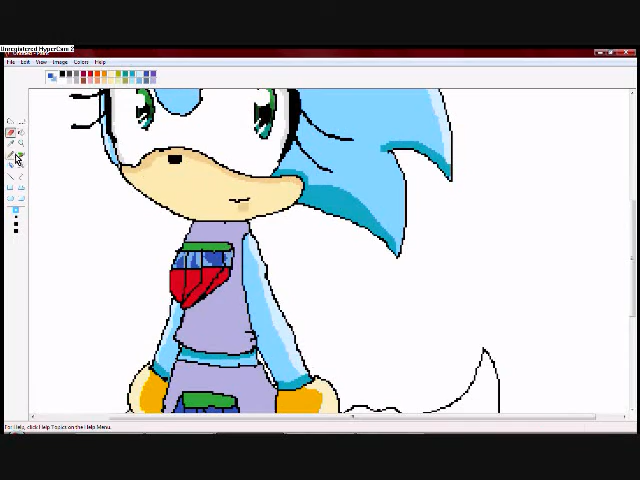 Unregistered HyperCam 2
File Edit View Image Colors Help
For Help, click Help Topics on the Help Menu.